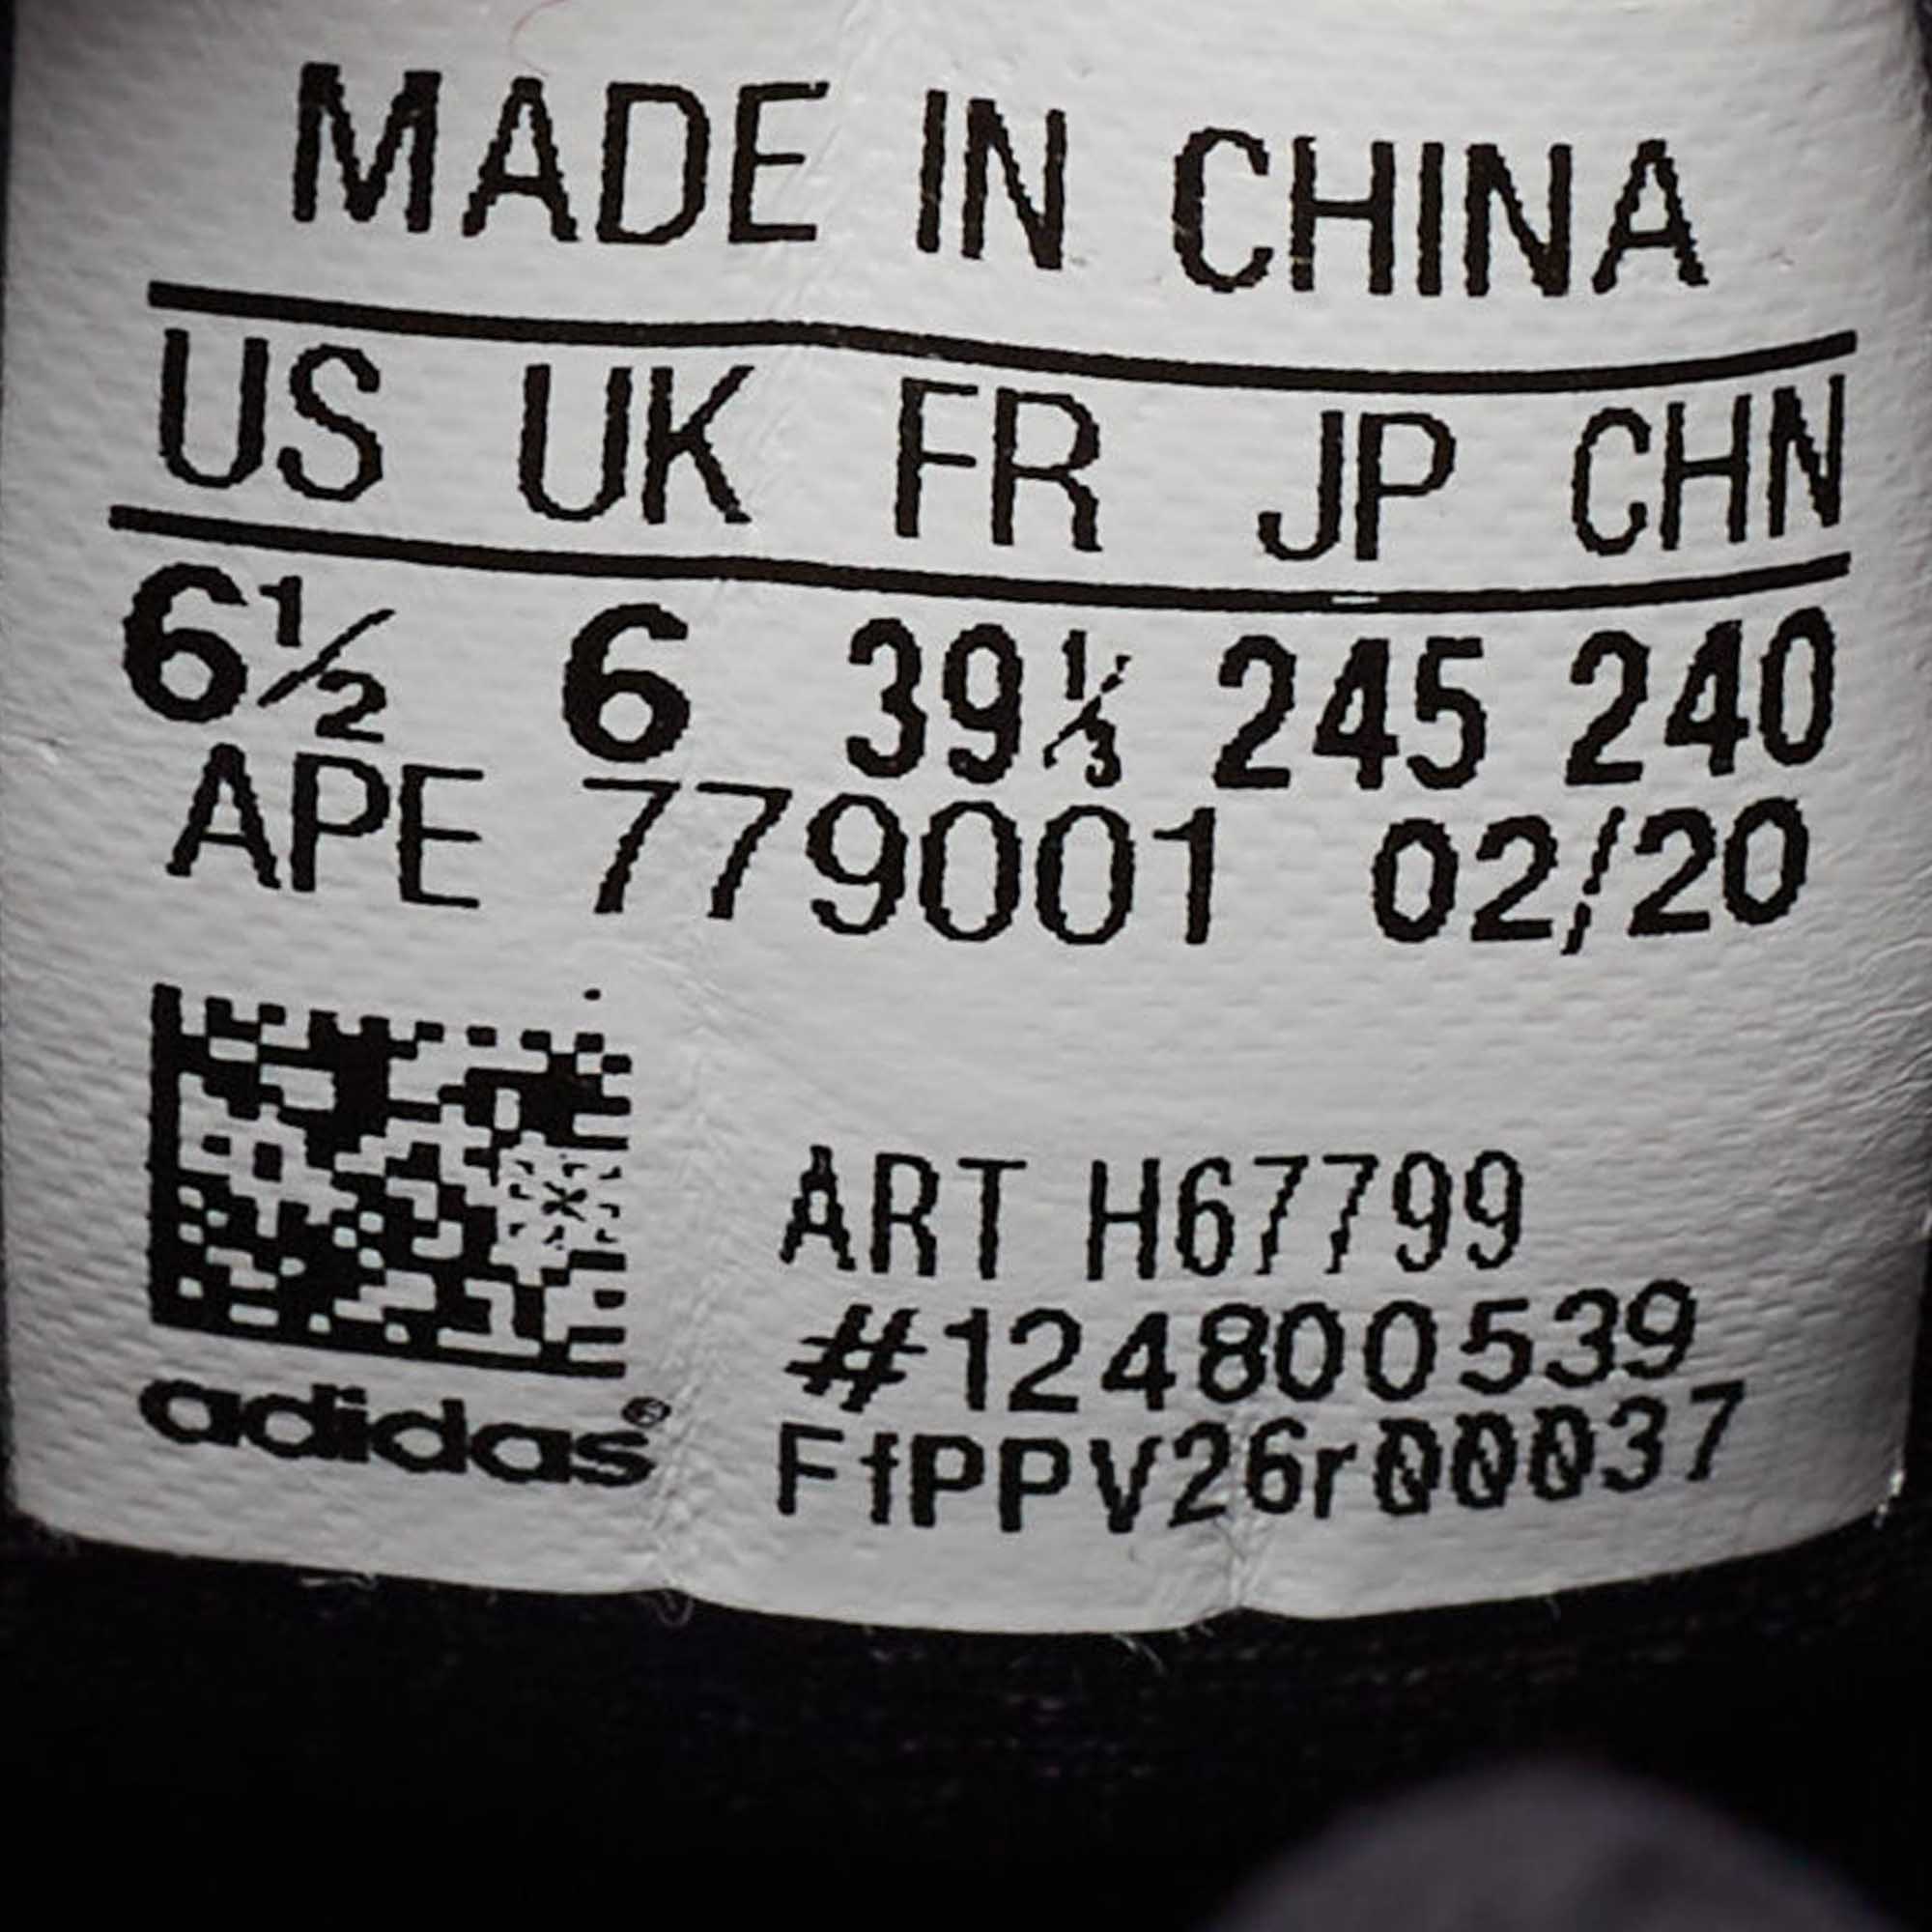 MADE IN CHINA
US UK FR JP CHN
6½ 6 39⅓ 245 240
APE 779001 02/20
ART H67799
#124800539
adidas®
FfPPV26r00037